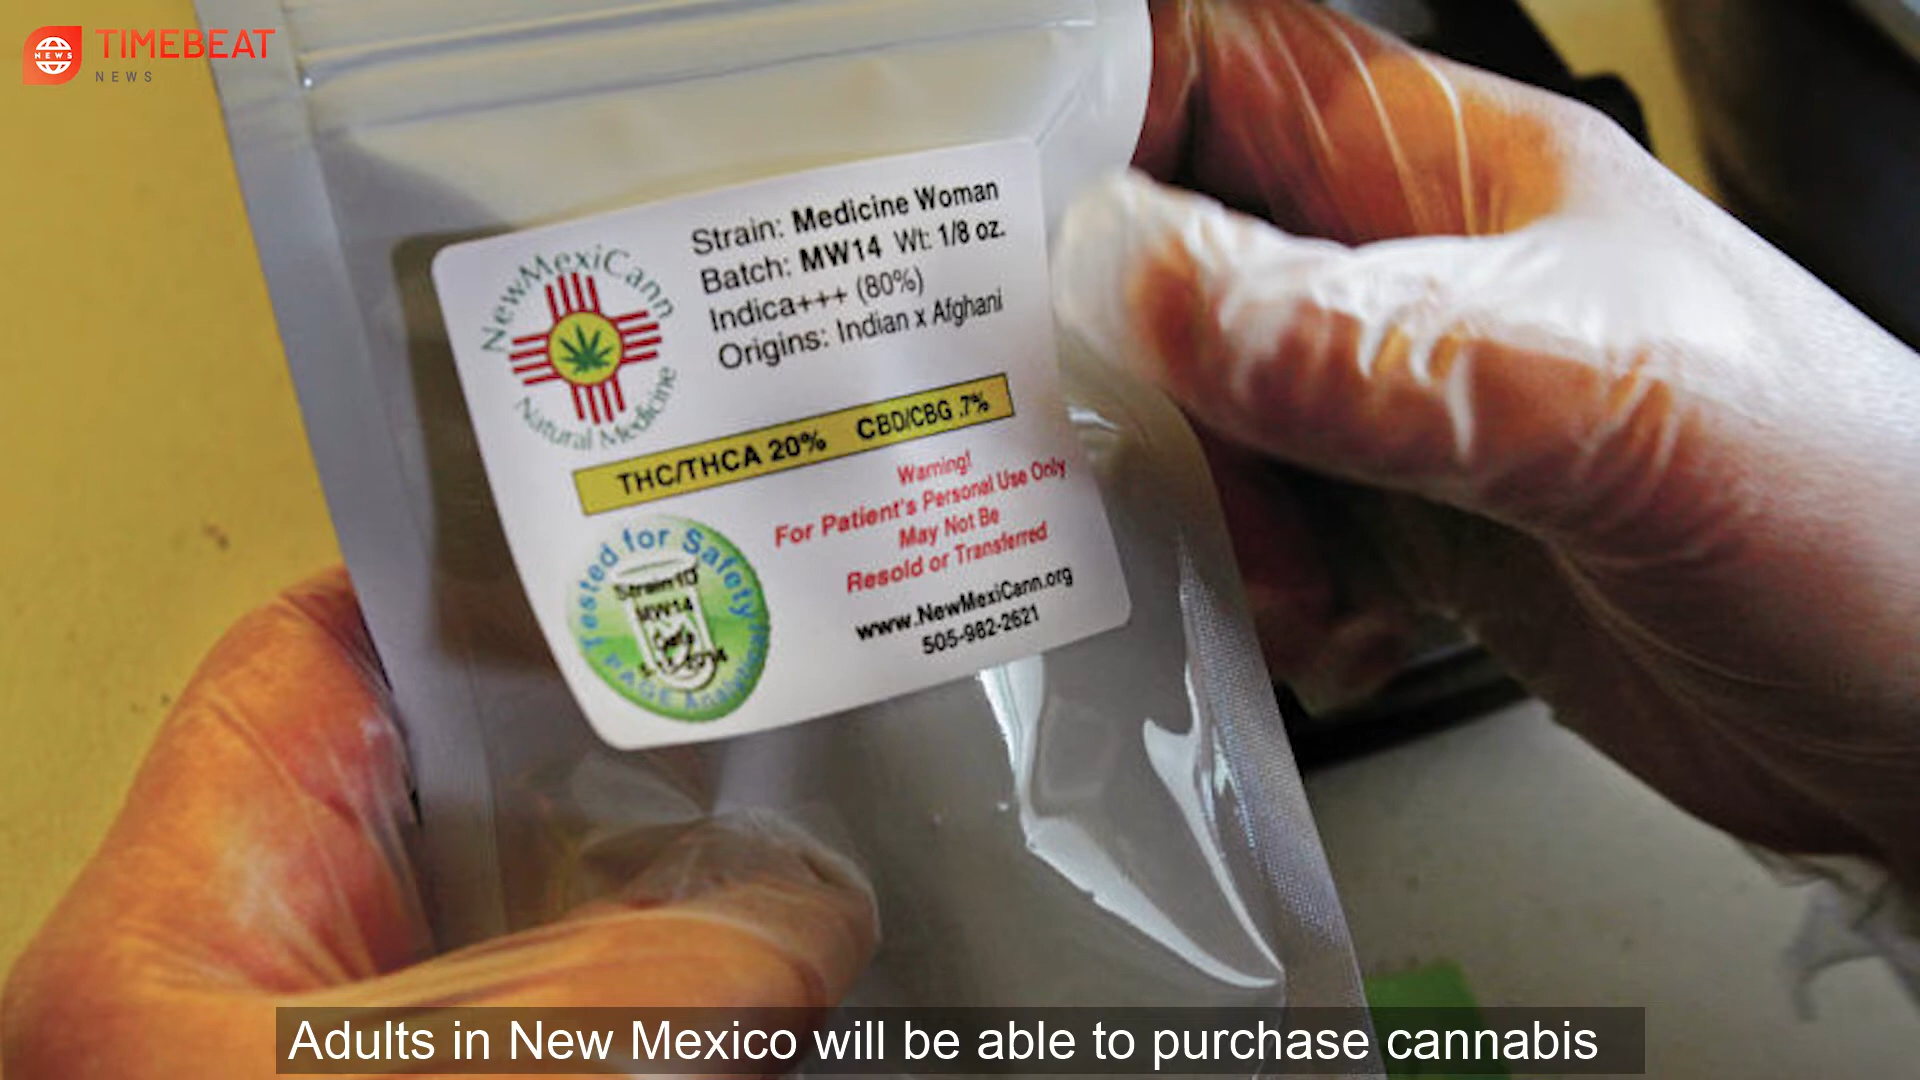 NEWS
TIMEBEAT
NEWS
NewMexiCann
Natural Medicine
Strain: Medicine Woman
Batch: MW14 Wt: 1/8 oz.
Indica+++ (80%)
Origins: Indian x Afghani
THC/THCA 20% CBD/CBG .7%
Warning!
For Patient's Personal Use Only
May Not Be
Resold or Transferred
www.NewMexiCann.org
505-982-2621
Tested for Safety
Strain ID
MW14
PAGE Analytical
Adults in New Mexico will be able to purchase cannabis